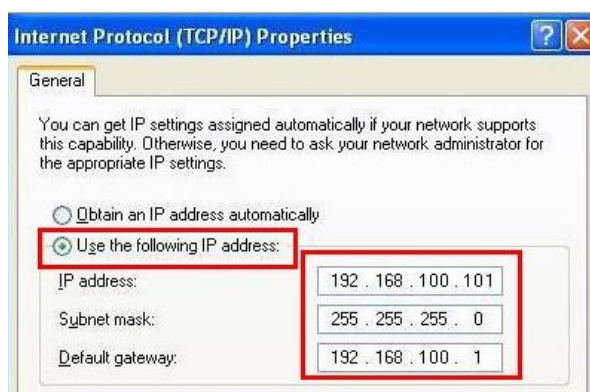 Internet Protocol (TCP/IP) Properties
General
You can get IP settings assigned automatically if your network supports
this capability. Otherwise, you need to ask your network administrator for
the appropriate IP settings.
Obtain an IP address automatically
Use the following IP address:
IP address: 192 . 168 . 100 . 101
Subnet mask: 255 . 255 . 255 . 0
Default gateway: 192 . 168 . 100 . 1